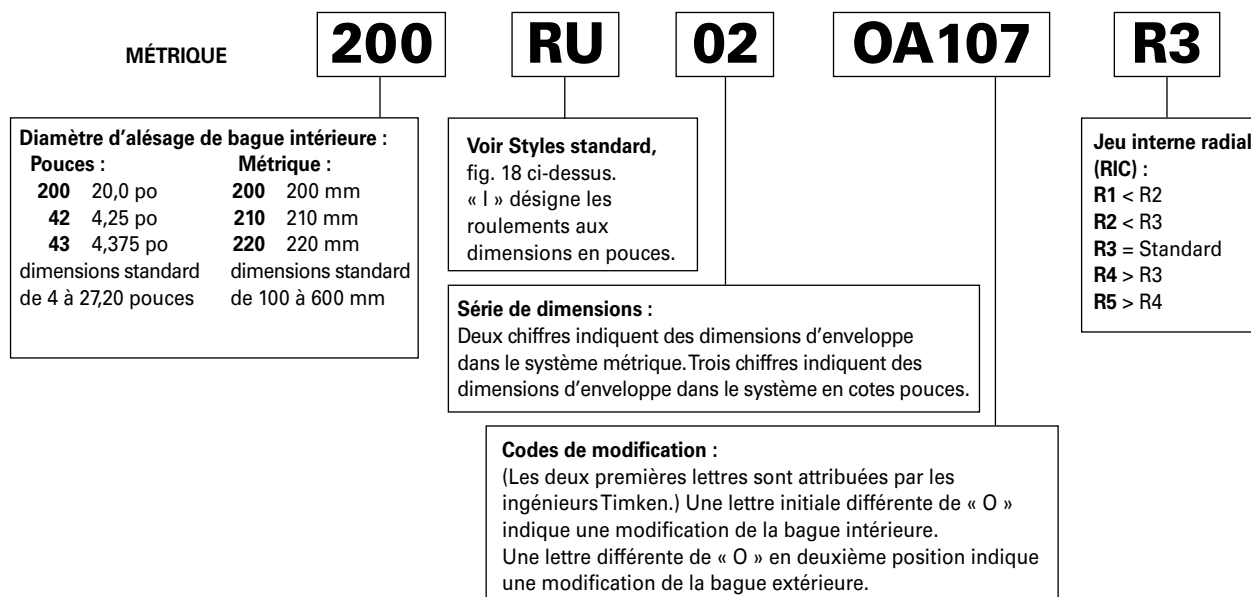 MÉTRIQUE
200 RU 02 OA107 R3
Diamètre d'alésage de bague intérieure :
Pouces : Métrique :
200 20,0 po 200 200 mm
42 4,25 po 210 210 mm
43 4,375 po 220 220 mm
dimensions standard dimensions standard
de 4 à 27,20 pouces de 100 à 600 mm
Voir Styles standard,
fig. 18 ci-dessus.
« I » désigne les
roulements aux
dimensions en pouces.
Jeu interne radial
(RIC) :
R1 < R2
R2 < R3
R3 = Standard
R4 > R3
R5 > R4
Série de dimensions :
Deux chiffres indiquent des dimensions d'enveloppe
dans le système métrique. Trois chiffres indiquent des
dimensions d'enveloppe dans le système en cotes pouces.
Codes de modification :
(Les deux premières lettres sont attribuées par les
ingénieurs Timken.) Une lettre initiale différente de « O »
indique une modification de la bague intérieure.
Une lettre différente de « O » en deuxième position indique
une modification de la bague extérieure.